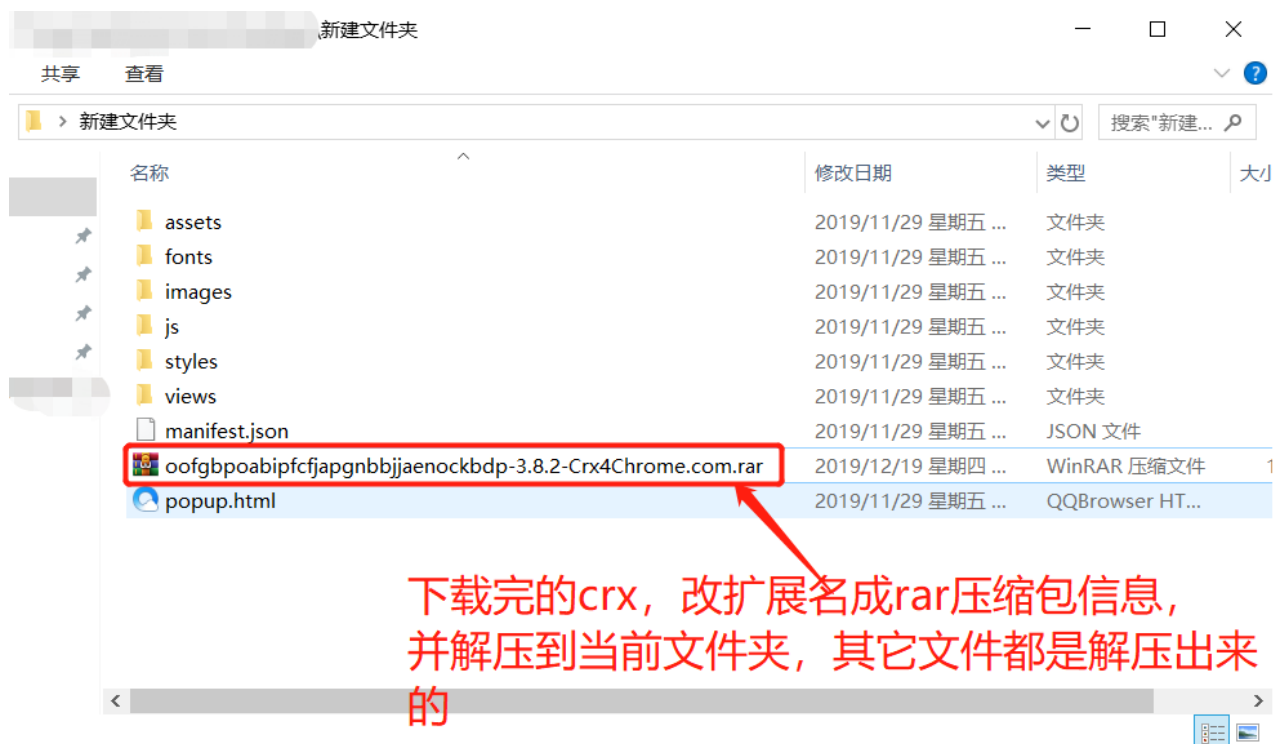 \新建文件夹
共享 查看
新建文件夹
搜索"新建...
名称 修改日期 类型 大小
assets 2019/11/29 星期五 ... 文件夹
fonts 2019/11/29 星期五 ... 文件夹
images 2019/11/29 星期五 ... 文件夹
js 2019/11/29 星期五 ... 文件夹
styles 2019/11/29 星期五 ... 文件夹
views 2019/11/29 星期五 ... 文件夹
manifest.json 2019/11/29 星期五 ... JSON 文件
oofgbpoabipfcfjapgnbbjjaenockbdp-3.8.2-Crx4Chrome.com.rar 2019/12/19 星期四 ... WinRAR 压缩文件 1
popup.html 2019/11/29 星期五 ... QQBrowser HT...
下载完的crx，改扩展名成rar压缩包信息，
并解压到当前文件夹，其它文件都是解压出来
的